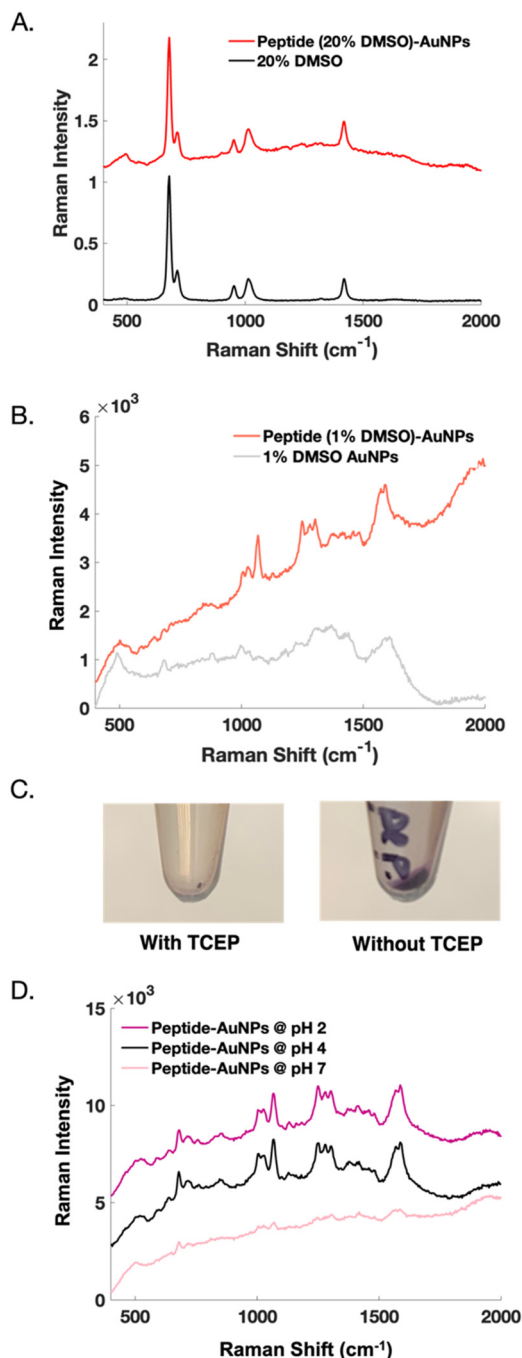 A.
Peptide (20% DMSO)-AuNPs
20% DMSO
2
1.5
1
0.5
0
Raman Intensity
500 1000 1500 2000
Raman Shift (cm⁻¹)
B.
× 10³
Peptide (1% DMSO)-AuNPs
1% DMSO AuNPs
6
5
4
3
2
1
0
Raman Intensity
500 1000 1500 2000
Raman Shift (cm⁻¹)
C.
With TCEP
Without TCEP
D.
× 10³
Peptide-AuNPs @ pH 2
Peptide-AuNPs @ pH 4
Peptide-AuNPs @ pH 7
15
10
5
0
Raman Intensity
500 1000 1500 2000
Raman Shift (cm⁻¹)